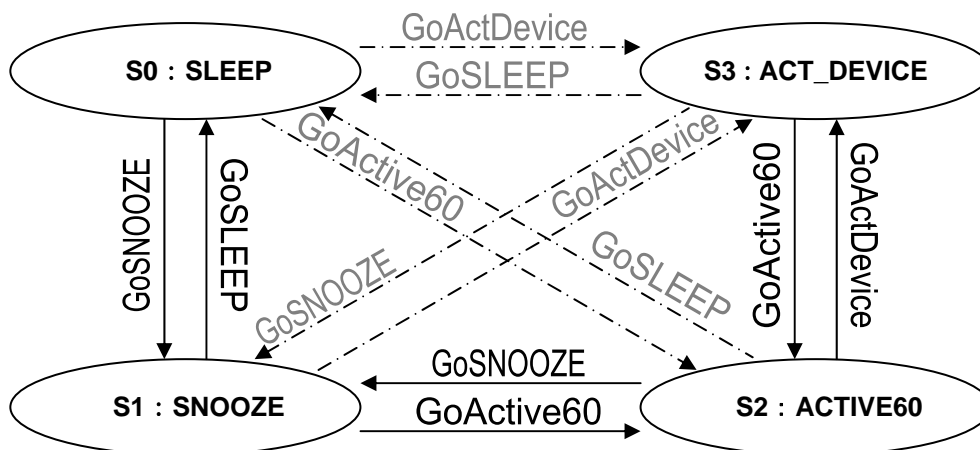 GoActDevice
S0 : SLEEP
S3 : ACT_DEVICE
GoSLEEP
GoActive60
GoActDevice
GoSNOOZE
GoSLEEP
GoActive60
GoActDevice
GoSNOOZE
GoSLEEP
GoSNOOZE
S1 : SNOOZE
GoActive60
S2 : ACTIVE60